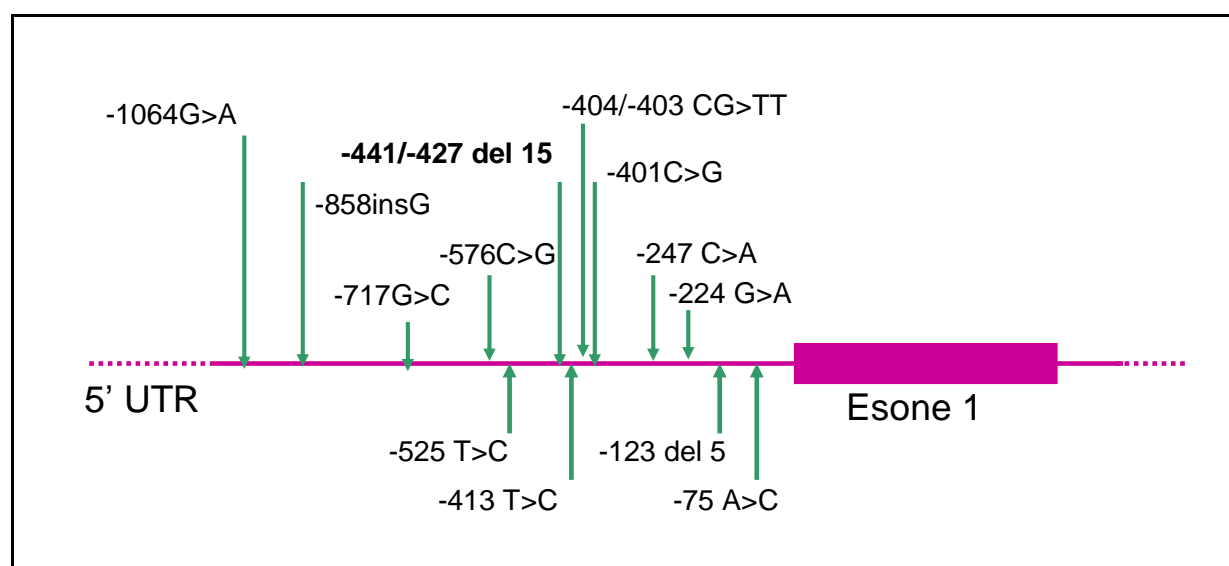 -404/-403 CG>TT
-1064G>A
-441/-427 del 15
-401C>G
-858insG
-576C>G
-247 C>A
-717G>C
-224 G>A
5’ UTR
Esone 1
-525 T>C
-123 del 5
-413 T>C
-75 A>C